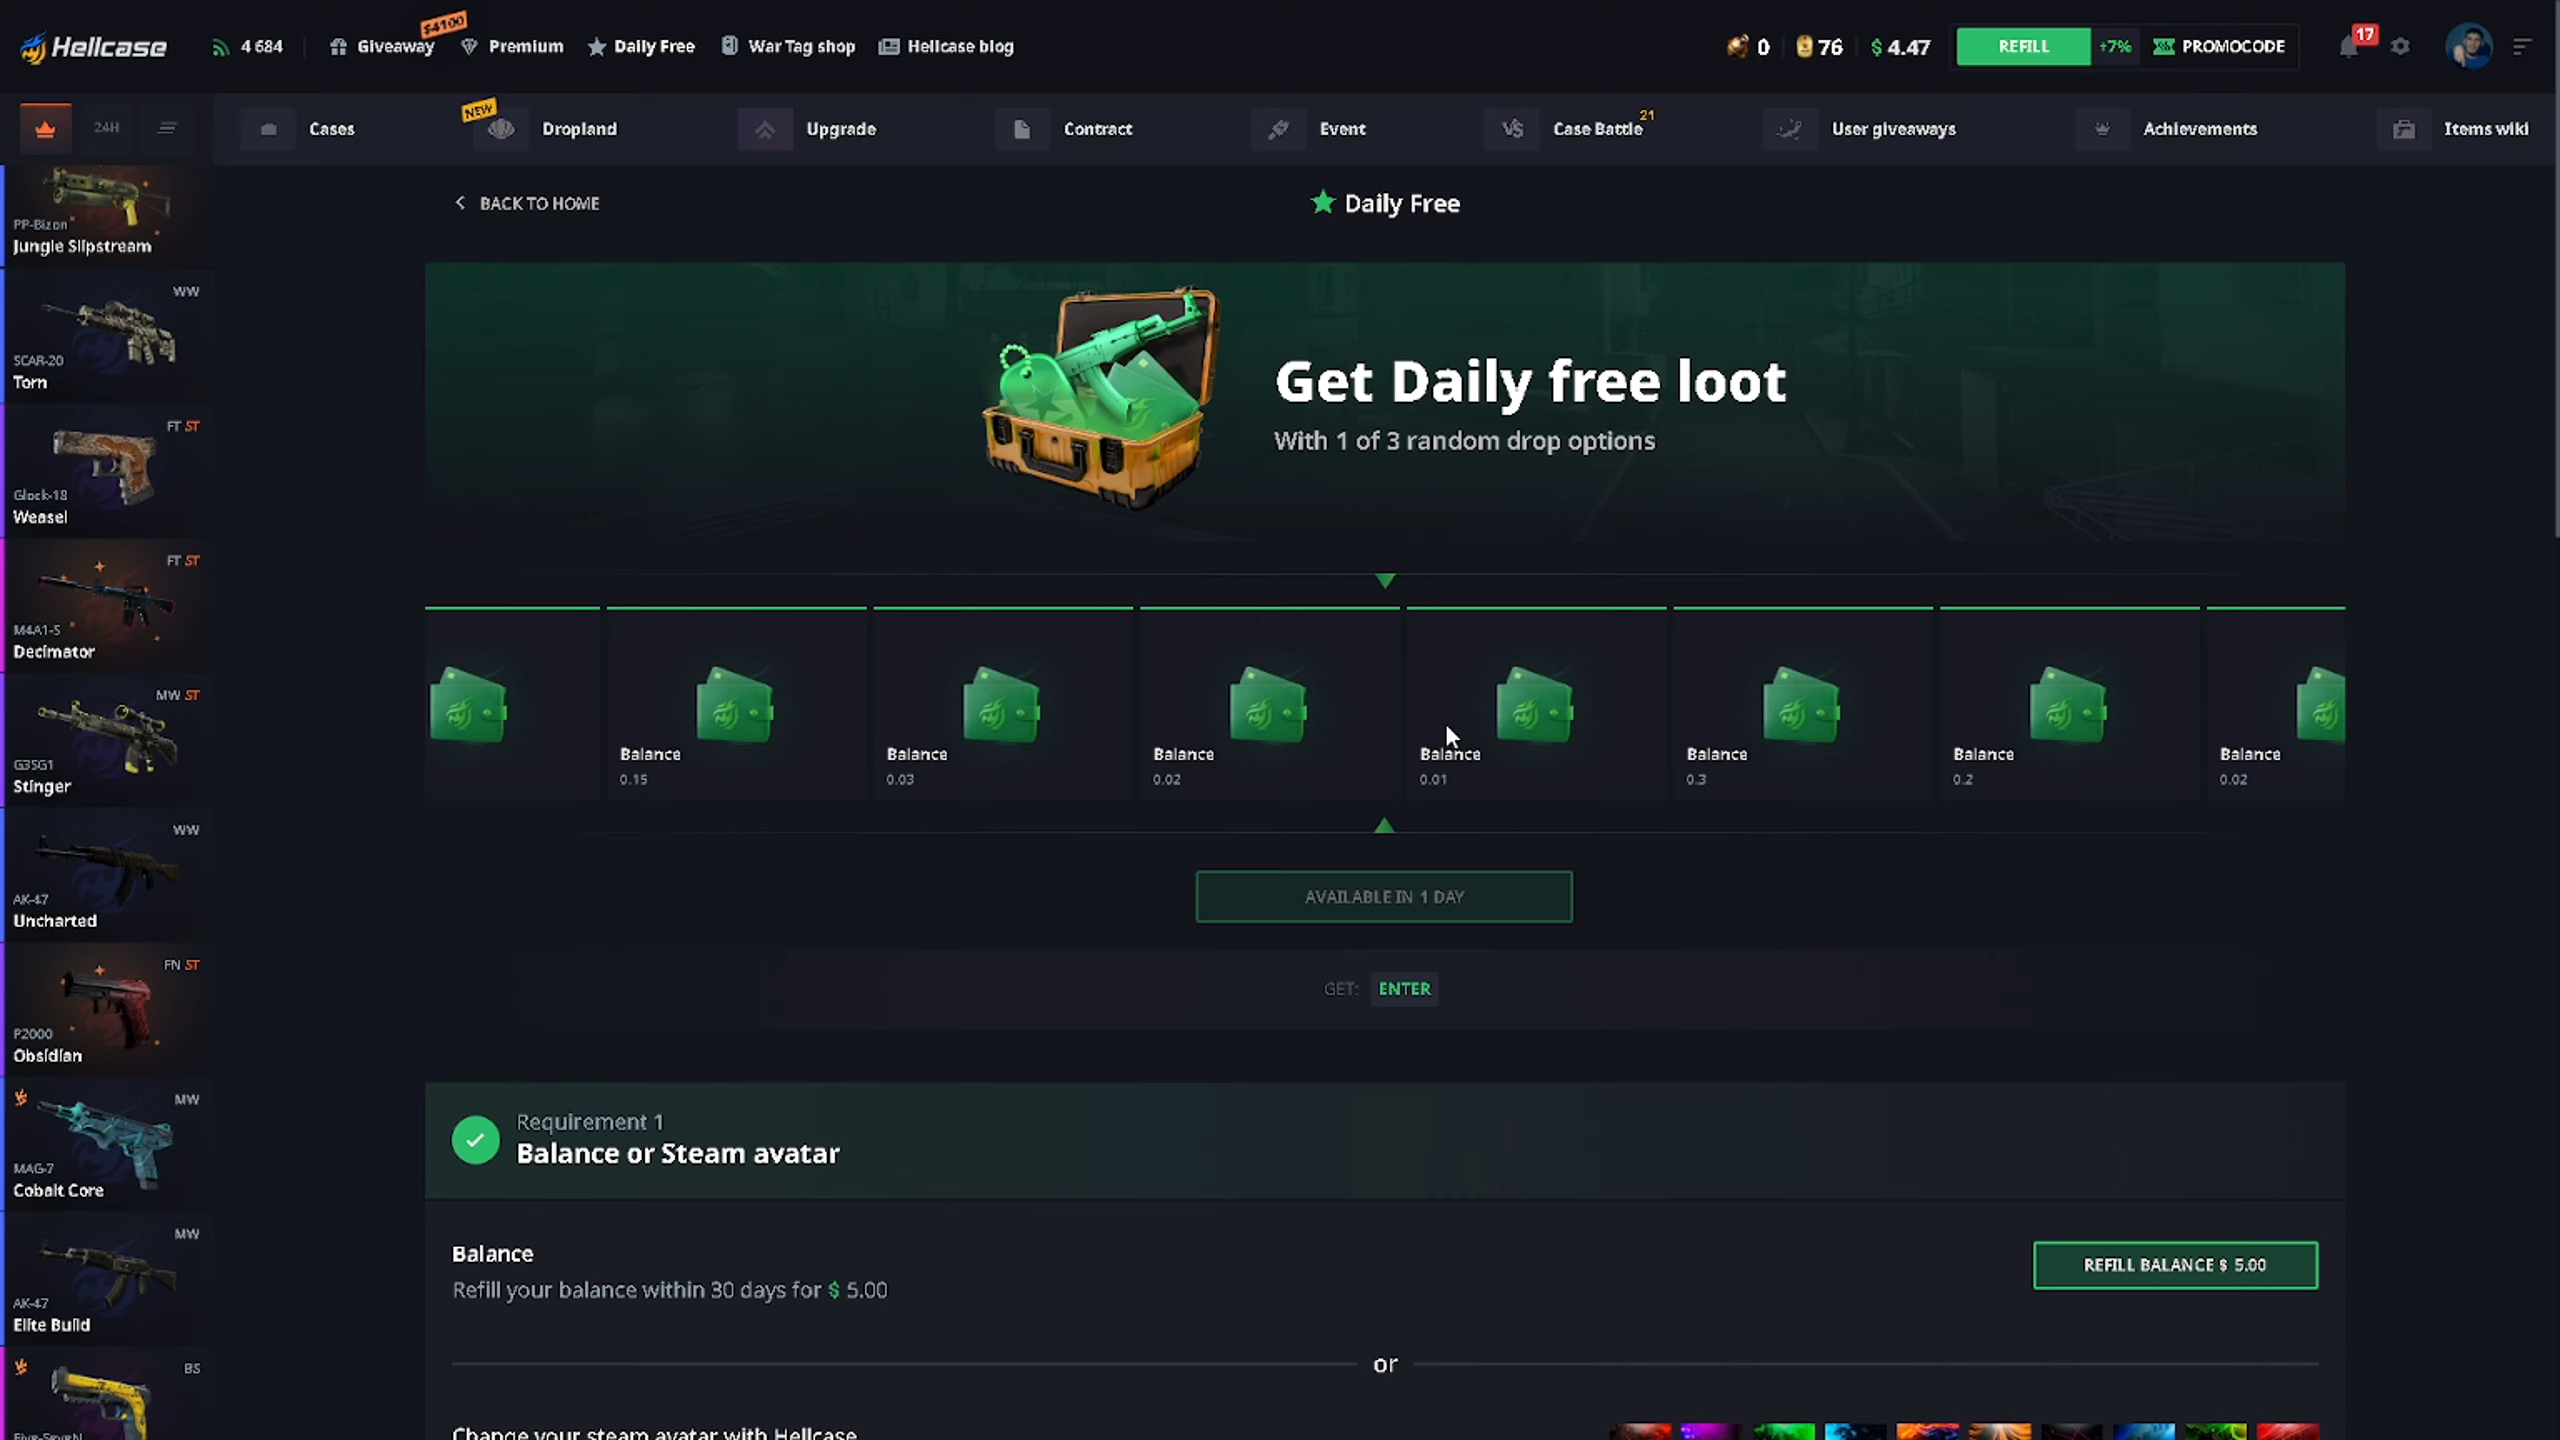 Hellcase
4 684
$4100
Giveaway
Premium
Daily Free
War Tag shop
Hellcase blog
0
76
$ 4.47
REFILL
+7%
PROMOCODE
17
24H
Cases
NEW
Dropland
Upgrade
Contract
Event
VS
Case Battle
21
User giveaways
Achievements
Items wiki
PP-Bizon
Jungle Slipstream
WW
SCAR-20
Torn
FT ST
Glock-18
Weasel
FT ST
M4A1-S
Decimator
MW ST
G3SG1
Stinger
WW
AK-47
Uncharted
FN ST
P2000
Obsidian
MW
MAG-7
Cobalt Core
MW
AK-47
Elite Build
BS
Five-SeveN
BACK TO HOME
Daily Free
Get Daily free loot
With 1 of 3 random drop options
Balance
0.15
Balance
0.03
Balance
0.02
Balance
0.01
Balance
0.3
Balance
0.2
Balance
0.02
AVAILABLE IN 1 DAY
GET: ENTER
Requirement 1
Balance or Steam avatar
Balance
Refill your balance within 30 days for $ 5.00
REFILL BALANCE $ 5.00
or
Change your steam avatar with Hellcase